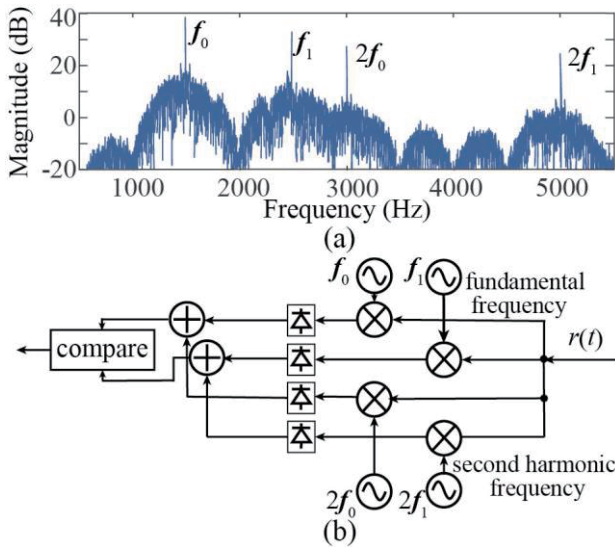 (a)
Magnitude (dB)
40
20
0
-20
f₀
f₁
2f₀
2f₁
1000 2000 3000 4000 5000
Frequency (Hz)
(a)
f₀
f₁
fundamental
frequency
compare
r(t)
second harmonic
frequency
2f₀
2f₁
(b)